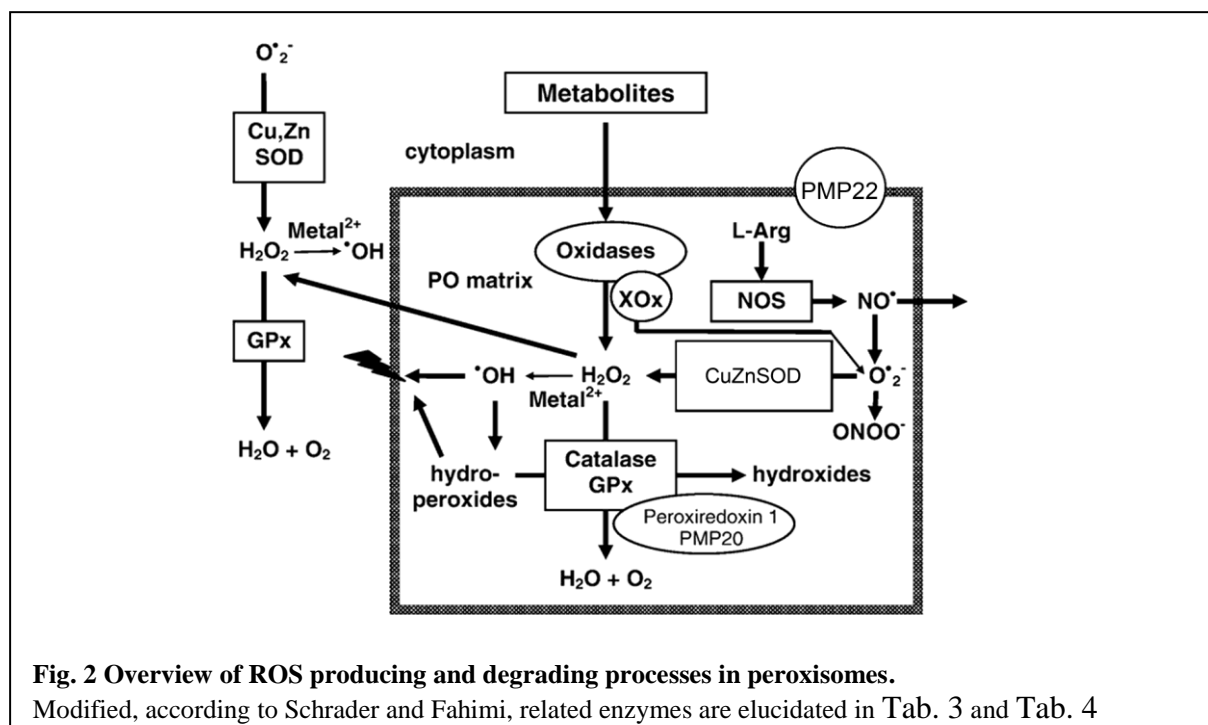 O•2-
Metabolites
Cu,Zn
SOD
cytoplasm
PMP22
L-Arg
Metal2+
H2O2
•OH
Oxidases
PO matrix
XOx
NOS
NO•
GPx
•OH
H2O2
CuZnSOD
O•2-
Metal2+
ONOO-
H2O + O2
hydro-
peroxides
Catalase
GPx
hydroxides
Peroxiredoxin 1
PMP20
H2O + O2
Fig. 2 Overview of ROS producing and degrading processes in peroxisomes.
Modified, according to Schrader and Fahimi, related enzymes are elucidated in Tab. 3 and Tab. 4